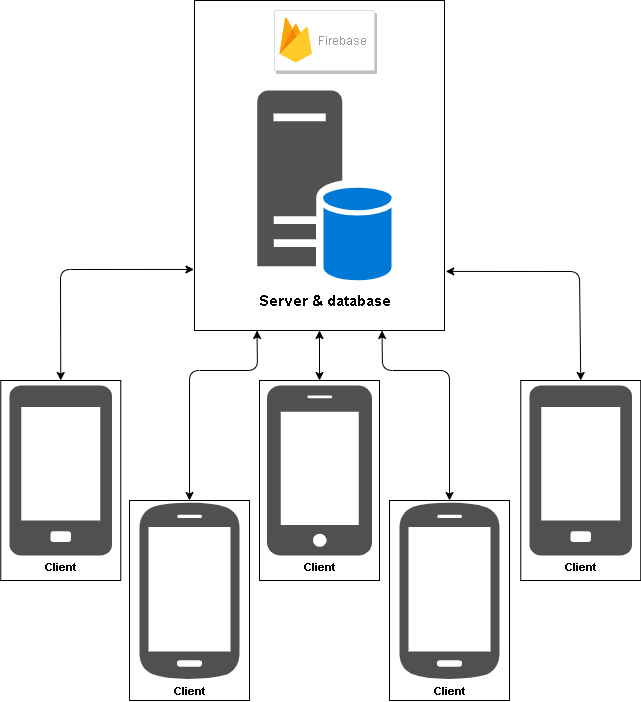 Firebase
Server & database
Client
Client
Client
Client
Client